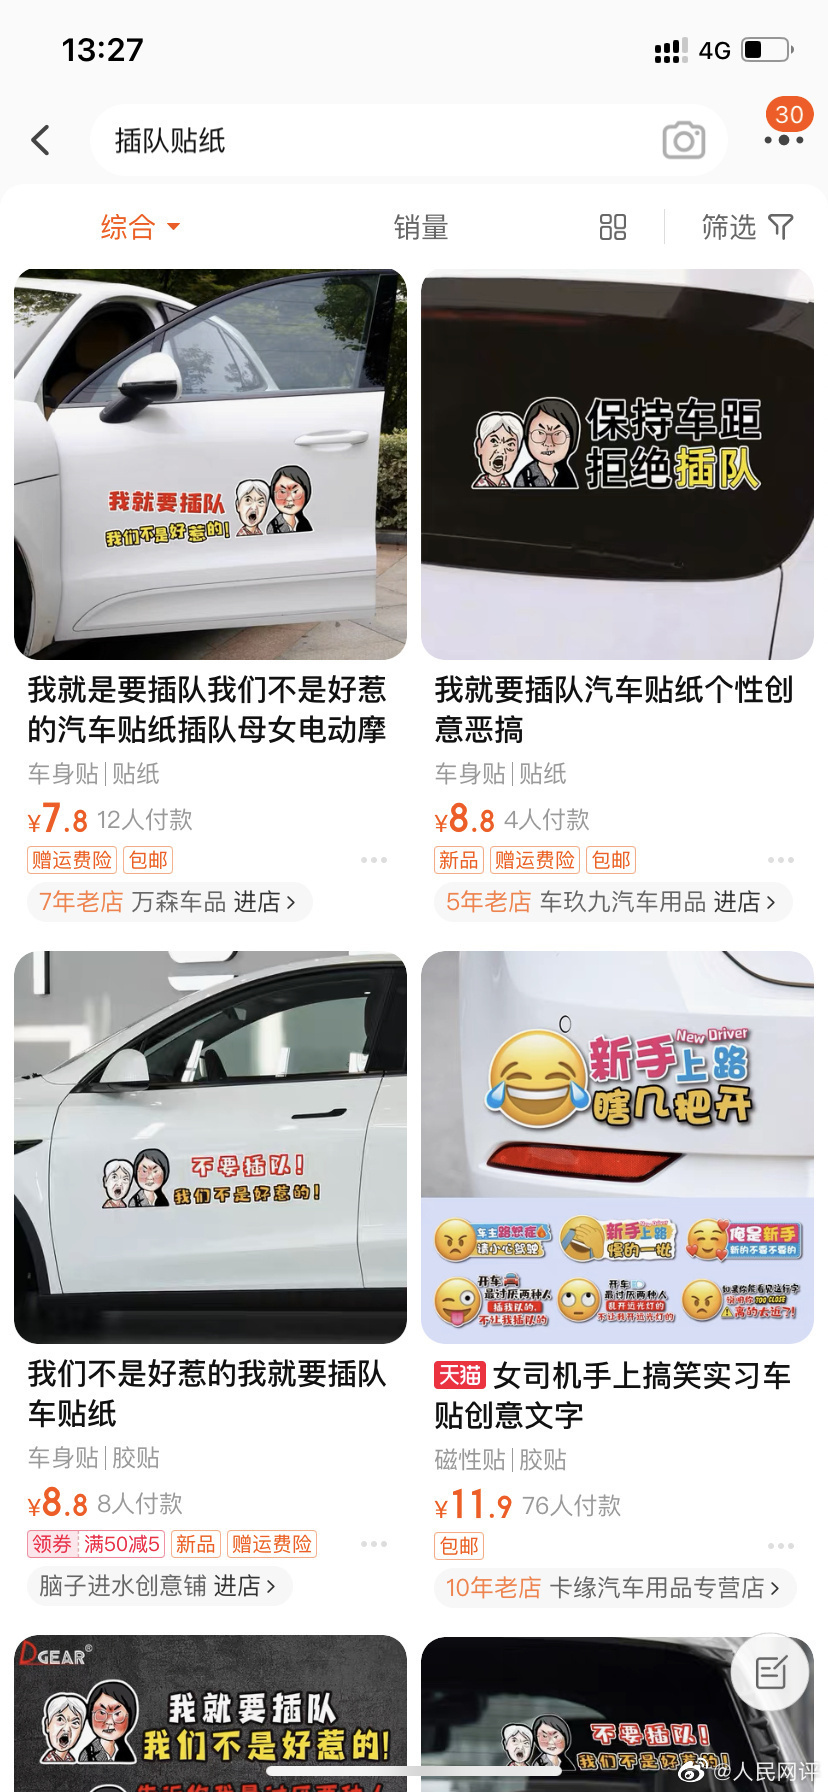 13:27
4G
30
插队贴纸
综合
销量
筛选
我就要插队
我们不是好惹的!
保持车距
拒绝插队
我就是要插队我们不是好惹
的汽车贴纸插队母女电动摩
车身贴|贴纸
¥7.8 12人付款
赠运费险 包邮
7年老店 万森车品 进店>
我就要插队汽车贴纸个性创
意恶搞
车身贴|贴纸
¥8.8 4人付款
新品 赠运费险 包邮
5年老店 车玖九汽车用品 进店>
不要插队!
我们不是好惹的!
New Driver
新手上路
瞎几把开
车主路怒症
请小心驾驶
新手上路
慢的一批
俺是新手
新的不要不要的
开车
最讨厌两种人
插我队的,
不让我插队的
开车
最讨厌两种人
乱开远光灯的
不让我开远光灯的
如果你能看见这行字
TOO CLOSE
离的太近了!
我们不是好惹的我就要插队
车贴纸
车身贴|胶贴
¥8.8 8人付款
领券 满50减5 新品 赠运费险
脑子进水创意铺 进店>
天猫 女司机手上搞笑实习车
贴创意文字
磁性贴|胶贴
¥11.9 76人付款
包邮
10年老店 卡缘汽车用品专营店>
DGEAR®
我就要插队
我们不是好惹的!
不要插队!
我们不是好惹的!
@人民网评